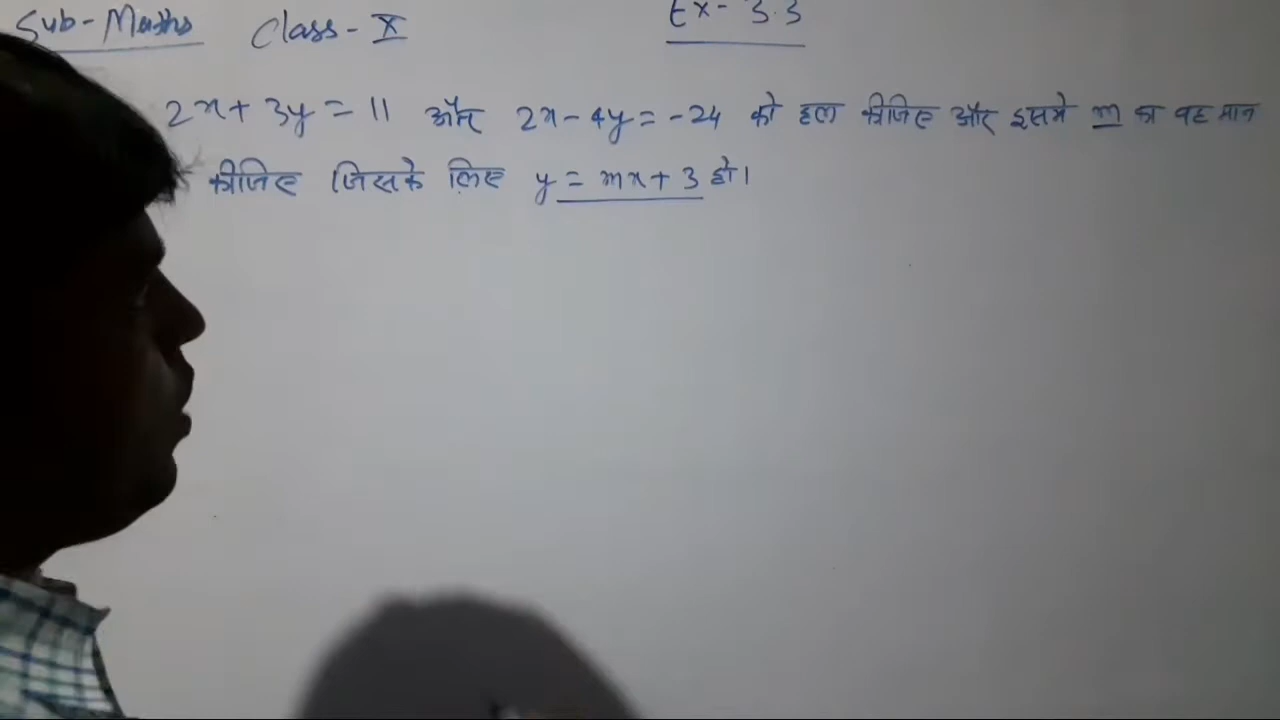 Sub-Maths Class-X Ex-3.3
2x+3y=11 और 2x-4y=-24 को हल कीजिए और इसमे m का वह मान
कीजिए जिसके लिए y=mx+3 हो।